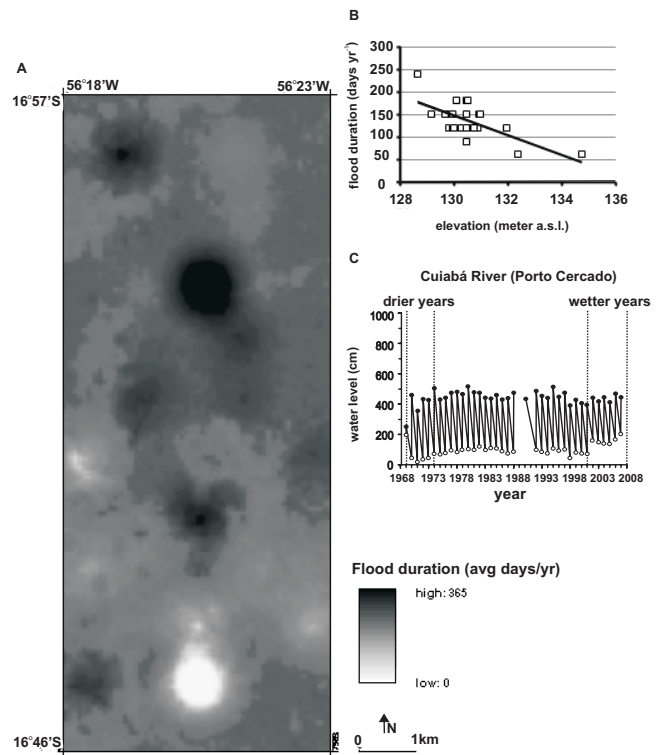 A
56°18'W 56°23'W
16°57'S
16°46'S
B
flood duration (days yr⁻¹)
300
250
200
150
100
50
0
128 130 132 134 136
elevation (meter a.s.l.)
C
Cuiabá River (Porto Cercado)
drier years wetter years
water level (cm)
1000
800
600
400
200
0
1968 1973 1978 1983 1988 1993 1998 2003 2008
year
Flood duration (avg days/yr)
high: 365
low: 0
N
0 1km